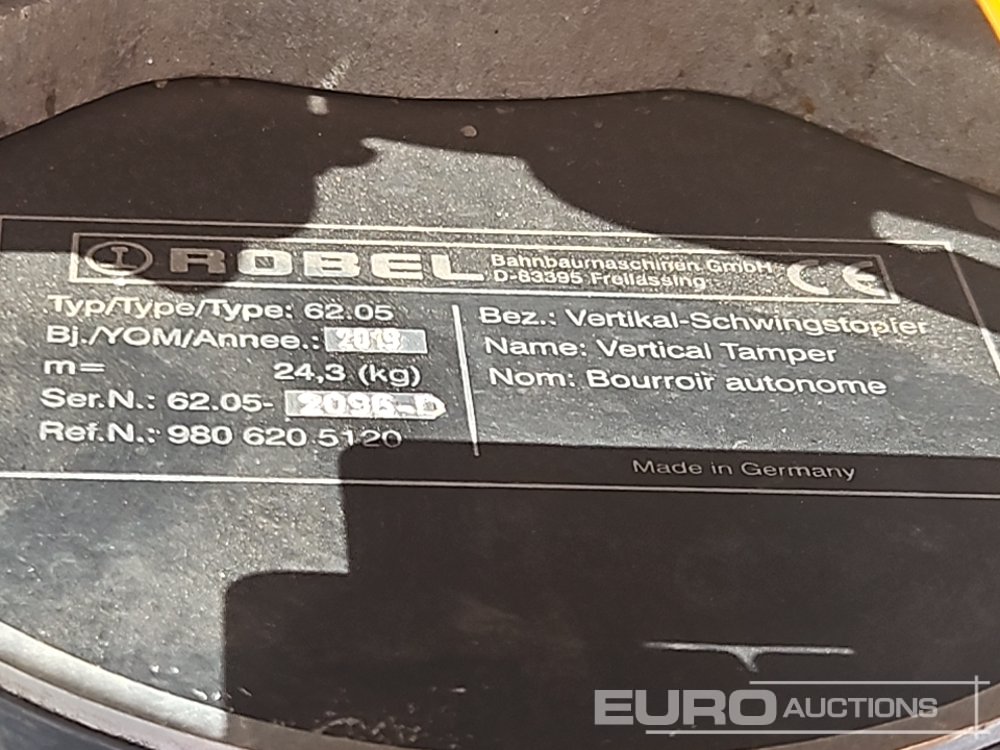 ROBEL Bahnbaumaschinen GmbH
D-83395 Freilassing CE
Typ/Type/Type: 62.05
Bj./YOM/Annee.: 2019
m= 24,3 (kg)
Ser.N.: 62.05- 2096-D
Ref.N.: 980 620 5120
Bez.: Vertikal-Schwingstopfer
Name: Vertical Tamper
Nom: Bourroir autonome
Made in Germany
EURO AUCTIONS